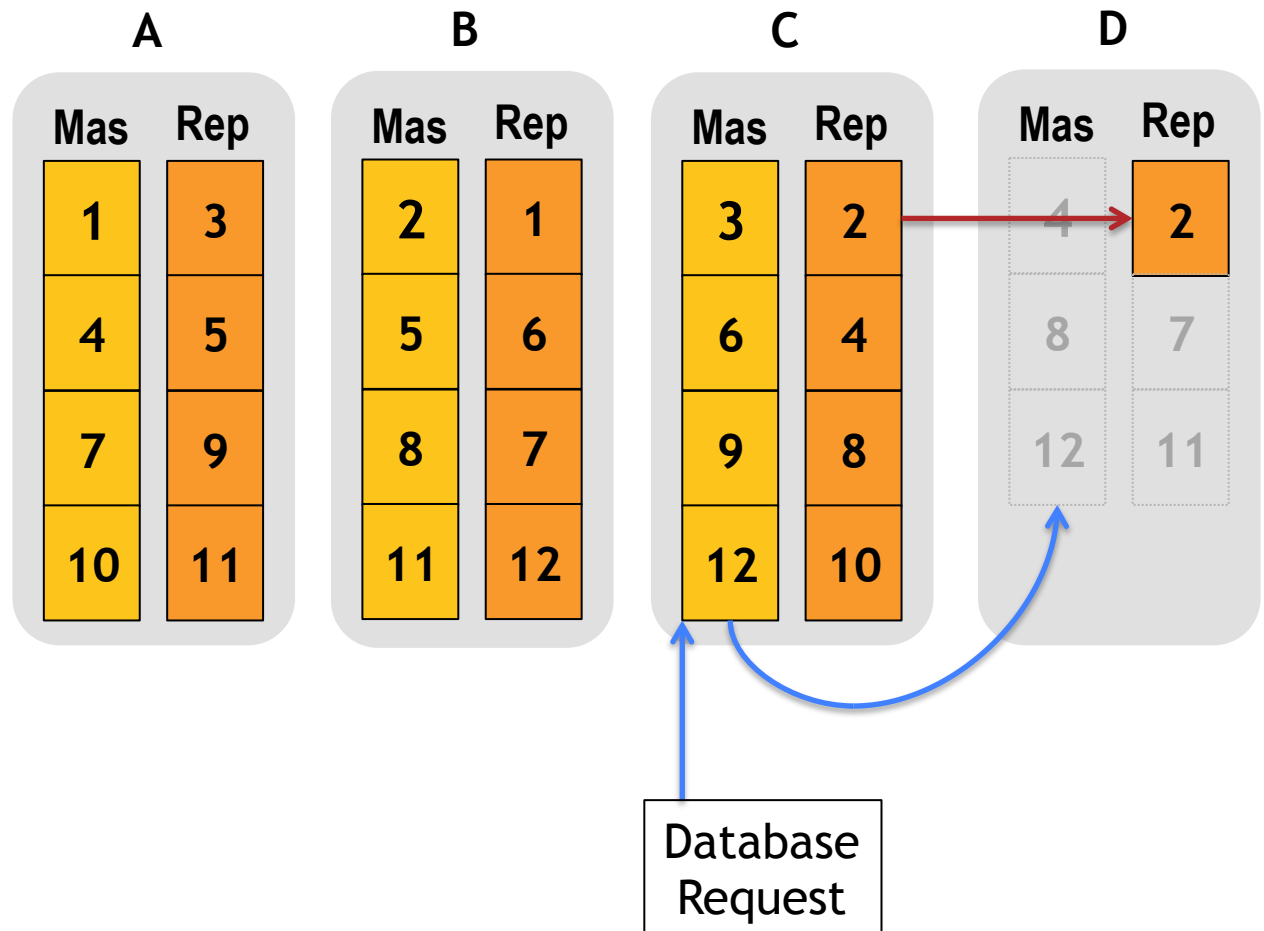 A B C D
Mas Rep Mas Rep Mas Rep Mas Rep
1 3 2 1 3 2 4 2
4 5 5 6 6 4 8 7
7 9 8 7 9 8 12 11
10 11 11 12 12 10
Database
Request